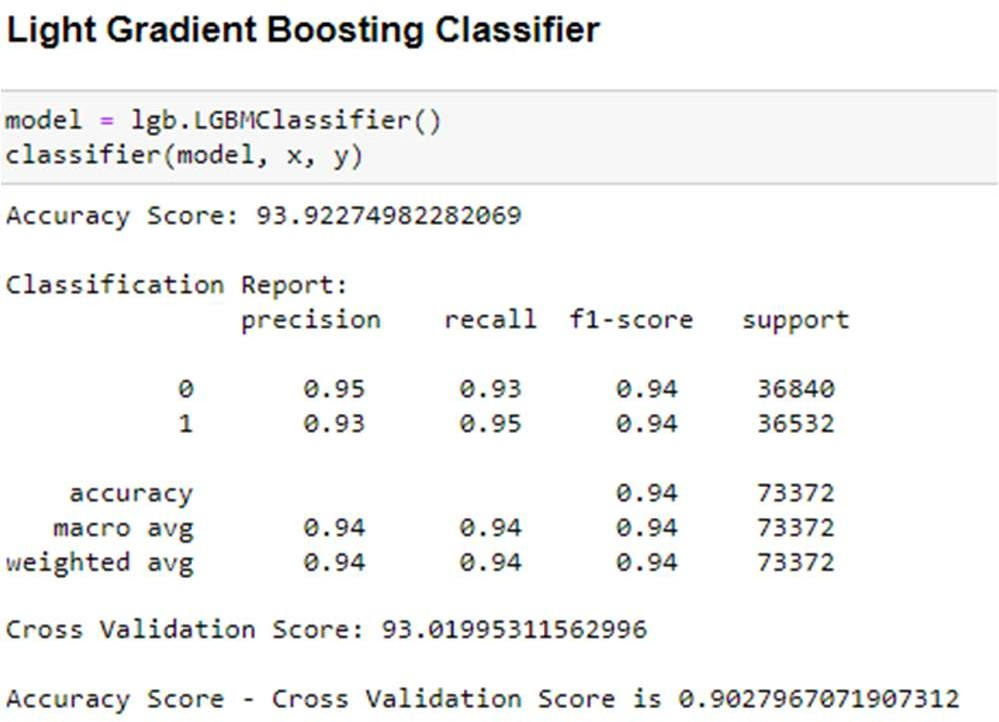 Light Gradient Boosting Classifier
model = lgb.LGBMClassifier()
classifier(model, x, y)
Accuracy Score: 93.92274982282069
Classification Report:
precision recall f1-score support
0 0.95 0.93 0.94 36840
1 0.93 0.95 0.94 36532
accuracy 0.94 73372
macro avg 0.94 0.94 0.94 73372
weighted avg 0.94 0.94 0.94 73372
Cross Validation Score: 93.01995311562996
Accuracy Score - Cross Validation Score is 0.9027967071907312